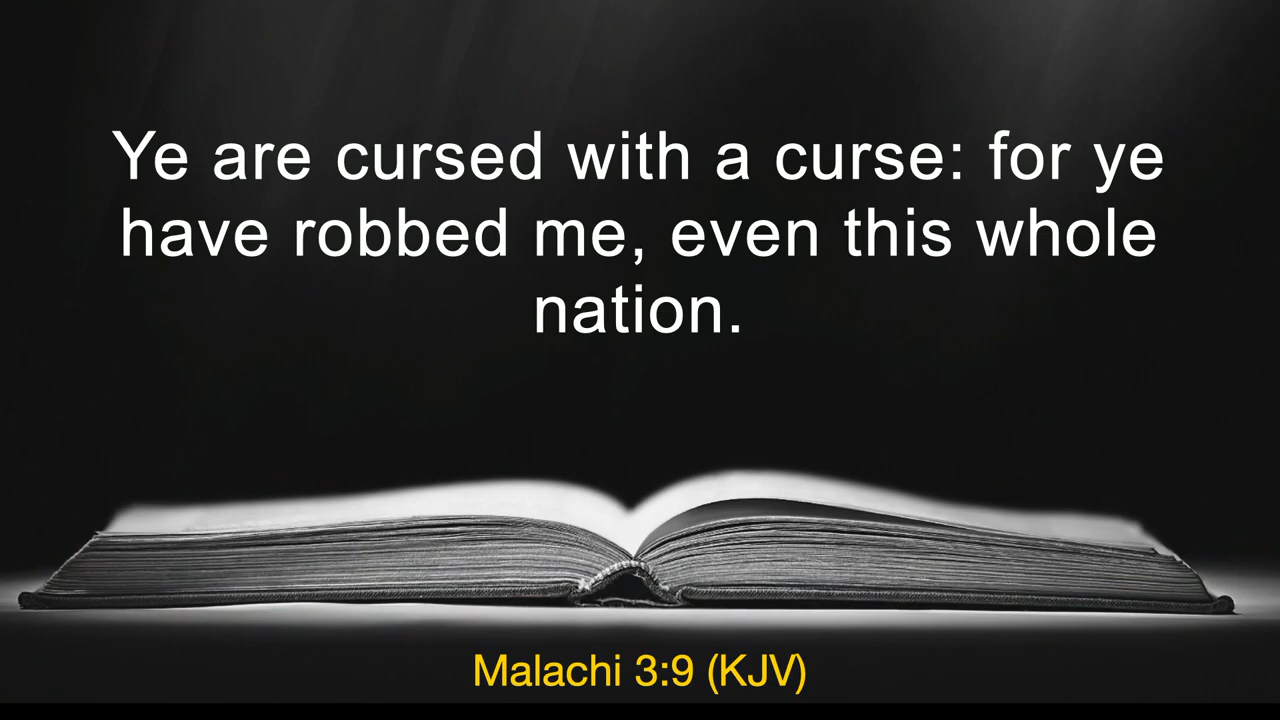 Ye are cursed with a curse: for ye
have robbed me, even this whole
nation.
Malachi 3:9 (KJV)